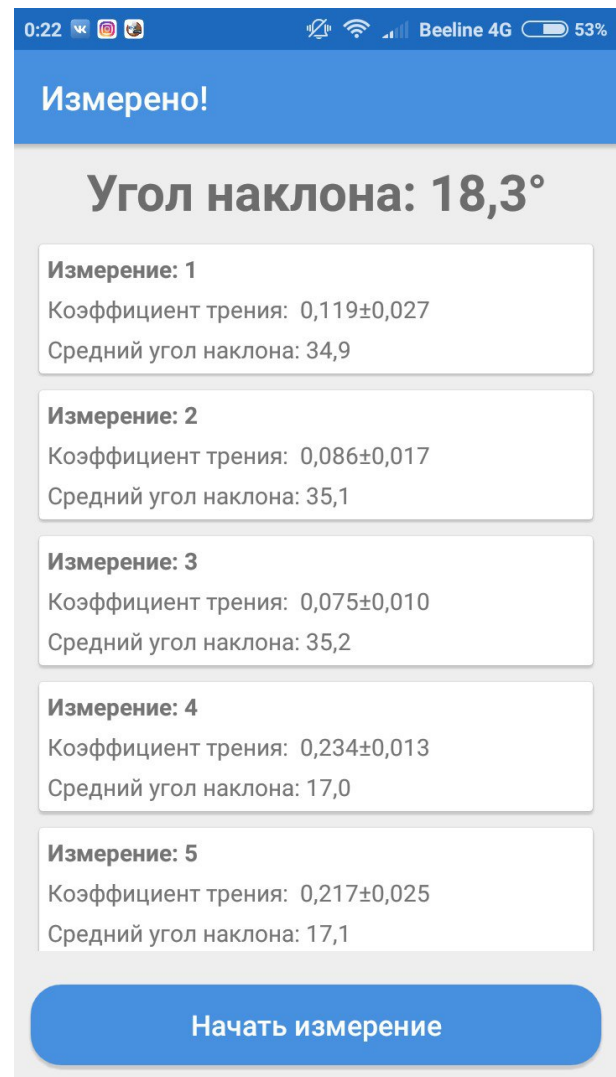 0:22 Beeline 4G 53%
Измерено!
Угол наклона: 18,3°
Измерение: 1
Коэффициент трения: 0,119±0,027
Средний угол наклона: 34,9
Измерение: 2
Коэффициент трения: 0,086±0,017
Средний угол наклона: 35,1
Измерение: 3
Коэффициент трения: 0,075±0,010
Средний угол наклона: 35,2
Измерение: 4
Коэффициент трения: 0,234±0,013
Средний угол наклона: 17,0
Измерение: 5
Коэффициент трения: 0,217±0,025
Средний угол наклона: 17,1
Начать измерение